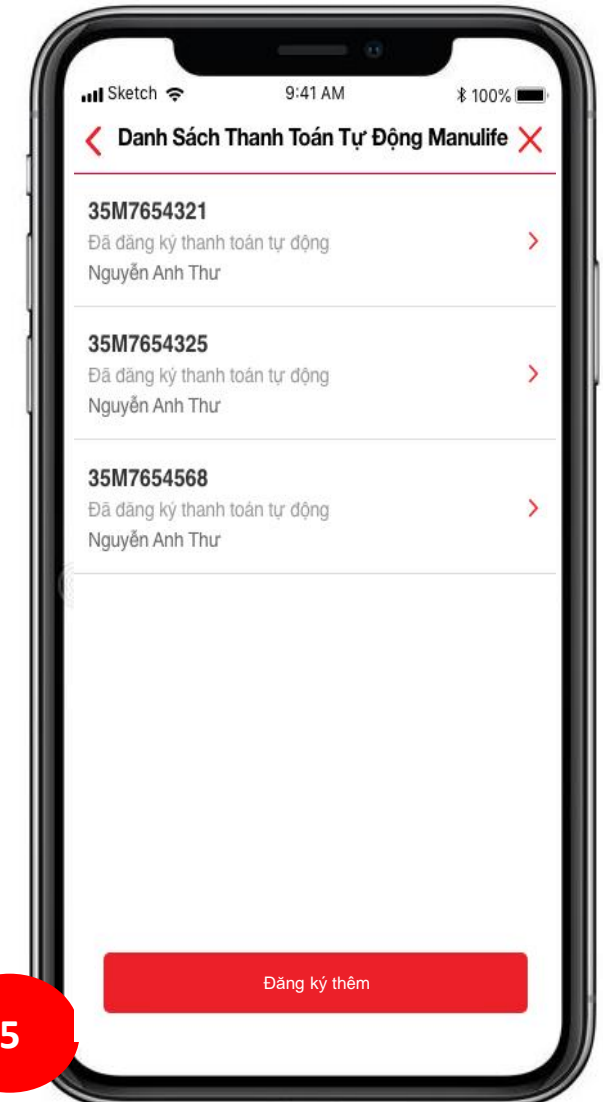 Sketch 9:41 AM 100%
Danh Sách Thanh Toán Tự Động Manulife
35M7654321
Đã đăng ký thanh toán tự động
Nguyễn Anh Thư
35M7654325
Đã đăng ký thanh toán tự động
Nguyễn Anh Thư
35M7654568
Đã đăng ký thanh toán tự động
Nguyễn Anh Thư
Đăng ký thêm
5